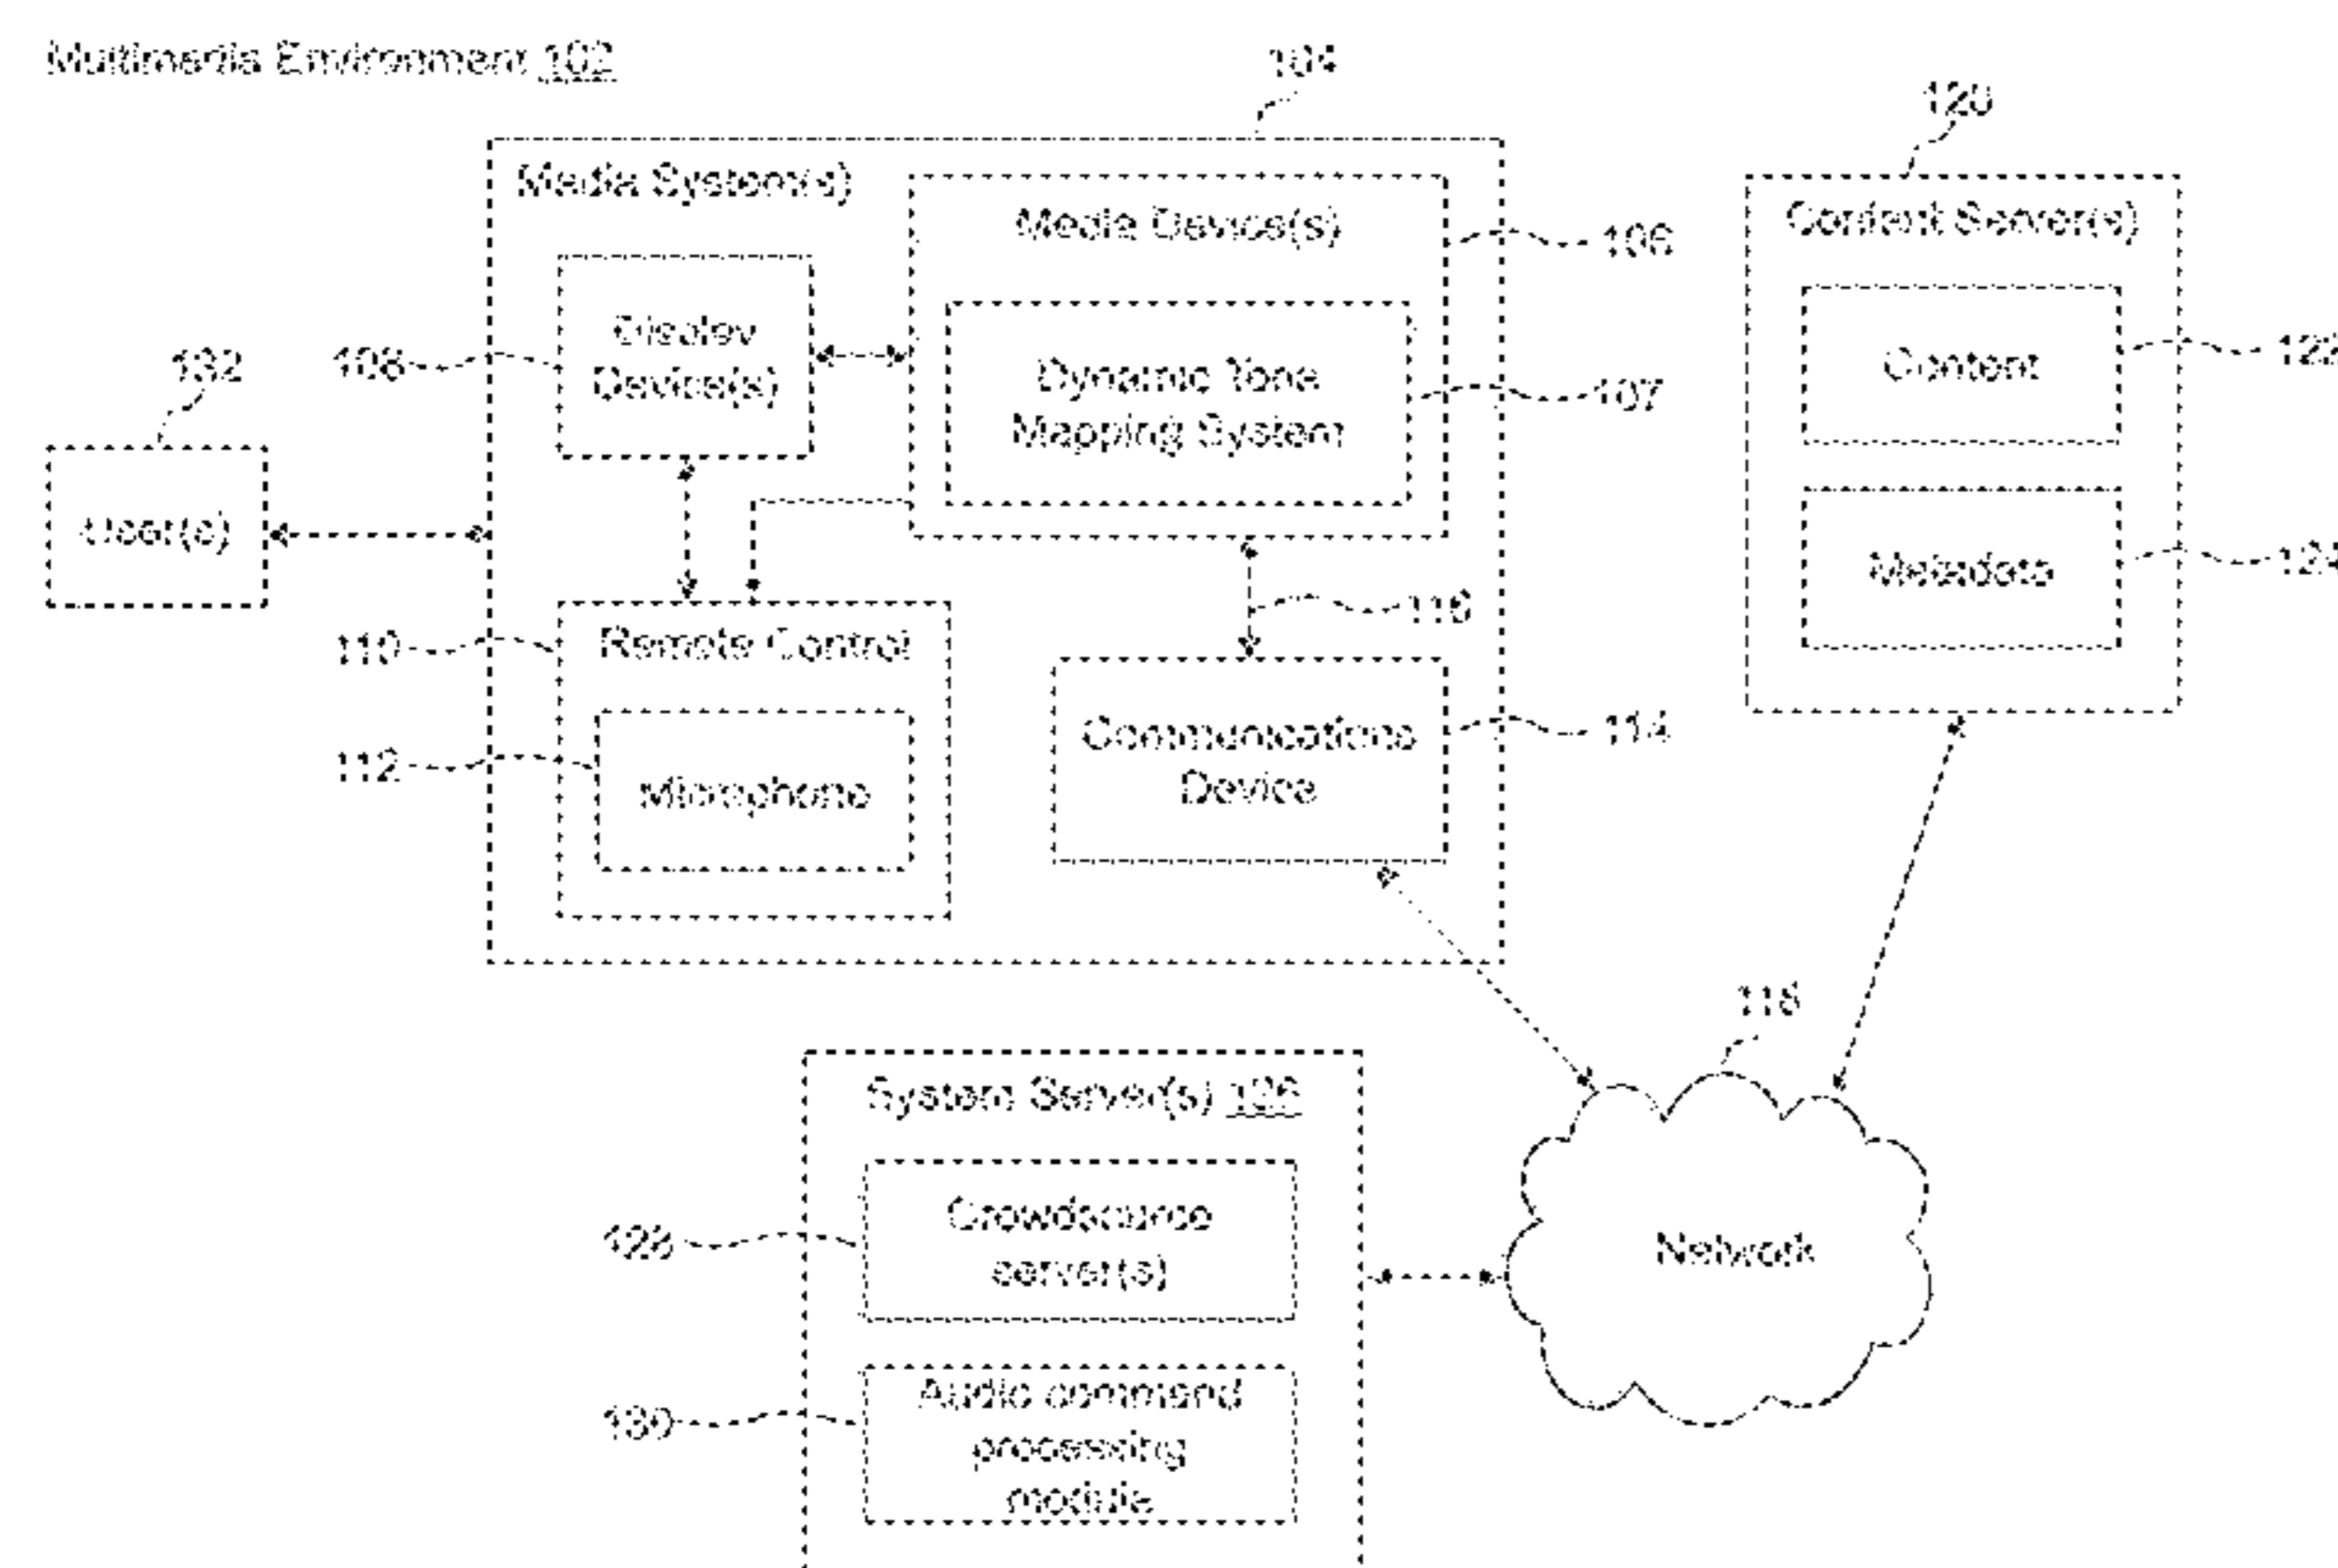 Multimedia Environment 102
104
120
Media System(s)
Media Device(s)
106
Content Server(s)
Display
Device(s)
108
132
Dynamic Tone
Mapping System
107
Content
122
User(s)
Metadata
124
116
110
Remote Control
112
Microphone
Communications
Device
114
118
System Server(s) 126
Crowdsource
server(s)
128
Network
Audio command
processing
module
130